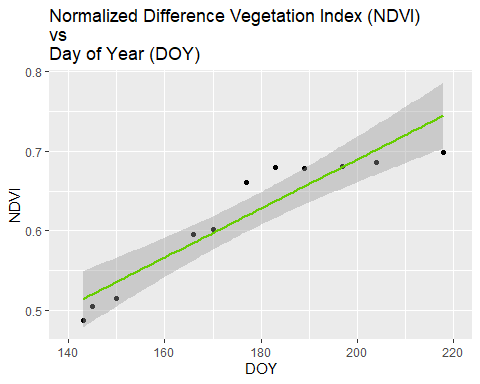 Normalized Difference Vegetation Index (NDVI)
vs
Day of Year (DOY)
0.8
0.7
0.6
0.5
NDVI
140 160 180 200 220
DOY